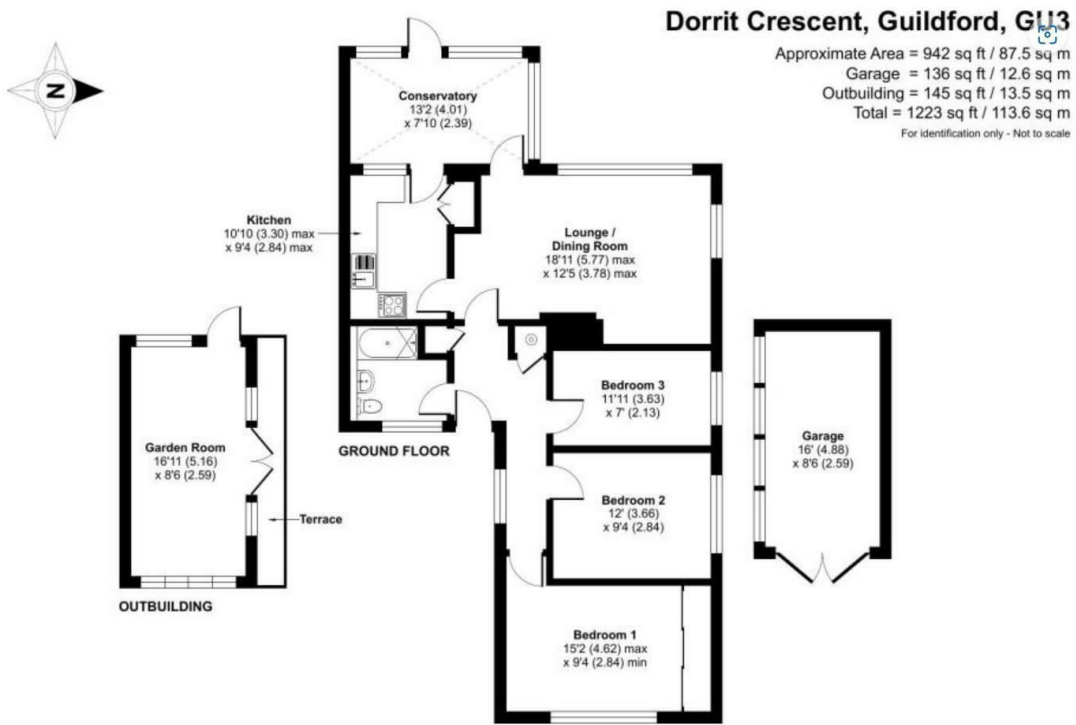 Dorrit Crescent, Guildford, GU3
Approximate Area = 942 sq ft / 87.5 sq m
Garage = 136 sq ft / 12.6 sq m
Outbuilding = 145 sq ft / 13.5 sq m
Total = 1223 sq ft / 113.6 sq m
For identification only - Not to scale
N
Conservatory
13'2 (4.01)
x 7'10 (2.39)
Kitchen
10'10 (3.30) max
x 9'4 (2.84) max
Lounge /
Dining Room
18'11 (5.77) max
x 12'5 (3.78) max
Bedroom 3
11'11 (3.63)
x 7' (2.13)
Garage
16' (4.88)
x 8'6 (2.59)
GROUND FLOOR
Garden Room
16'11 (5.16)
x 8'6 (2.59)
Bedroom 2
12' (3.66)
x 9'4 (2.84)
Terrace
OUTBUILDING
Bedroom 1
15'2 (4.62) max
x 9'4 (2.84) min